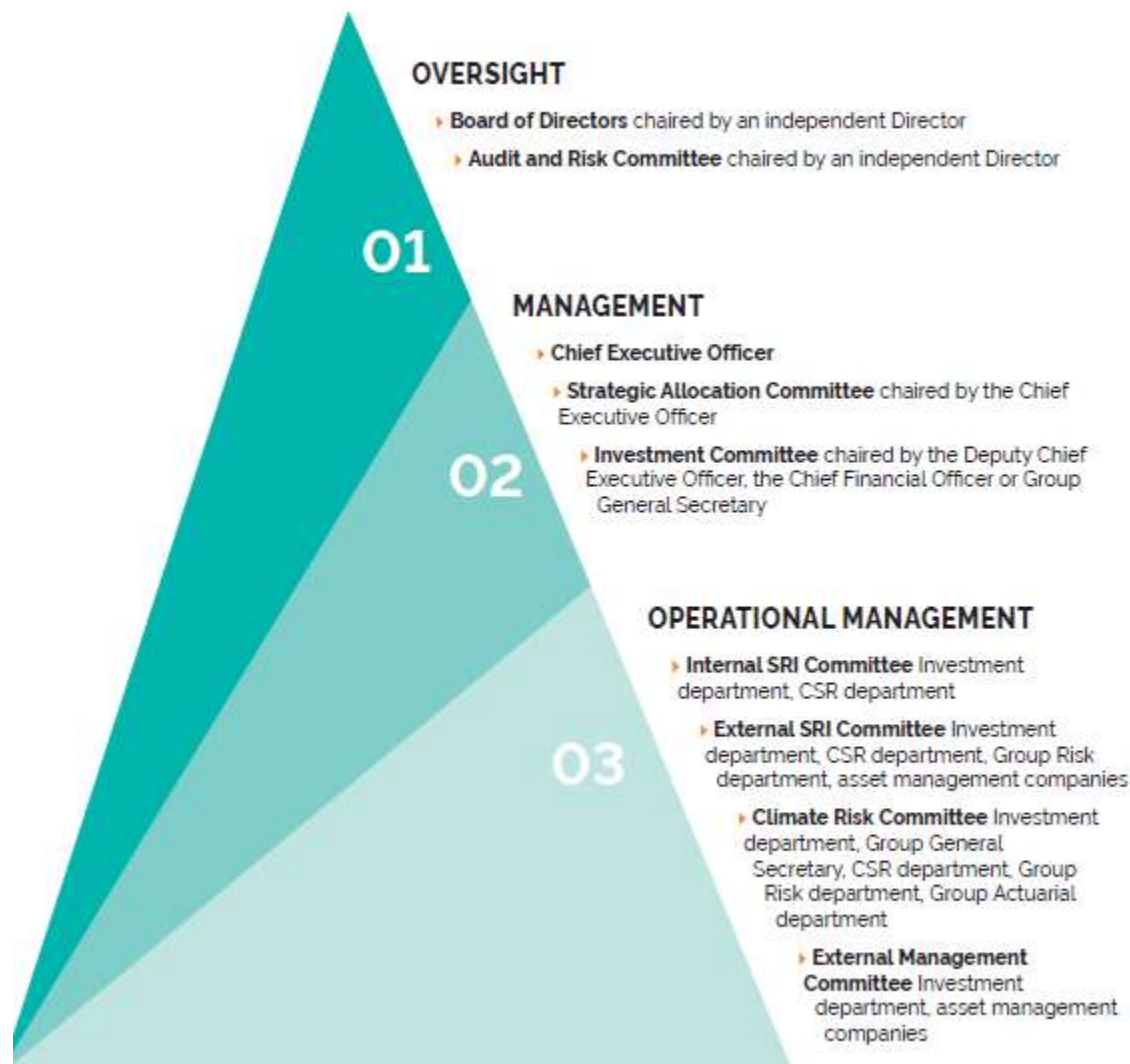 OVERSIGHT
Board of Directors chaired by an independent Director
Audit and Risk Committee chaired by an independent Director
01
MANAGEMENT
Chief Executive Officer
Strategic Allocation Committee chaired by the Chief
Executive Officer
Investment Committee chaired by the Deputy Chief
Executive Officer, the Chief Financial Officer or Group
General Secretary
02
OPERATIONAL MANAGEMENT
Internal SRI Committee Investment
department, CSR department
External SRI Committee Investment
department, CSR department, Group Risk
department, asset management companies
03
Climate Risk Committee Investment
department, Group General
Secretary, CSR department, Group
Risk department, Group Actuarial
department
External Management
Committee Investment
department, asset management
companies